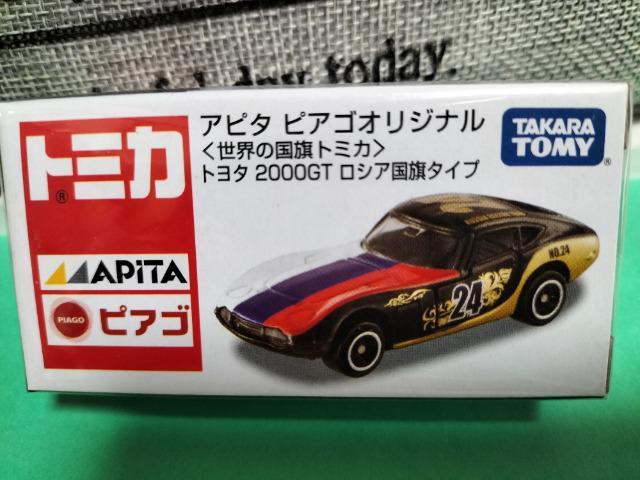 day today.
アピタ ピアゴオリジナル
<世界の国旗トミカ>
トヨタ 2000GT ロシア国旗タイプ
TAKARA TOMY®
トミカ®
APiTA
PIAGO ピアゴ
NO.24
24